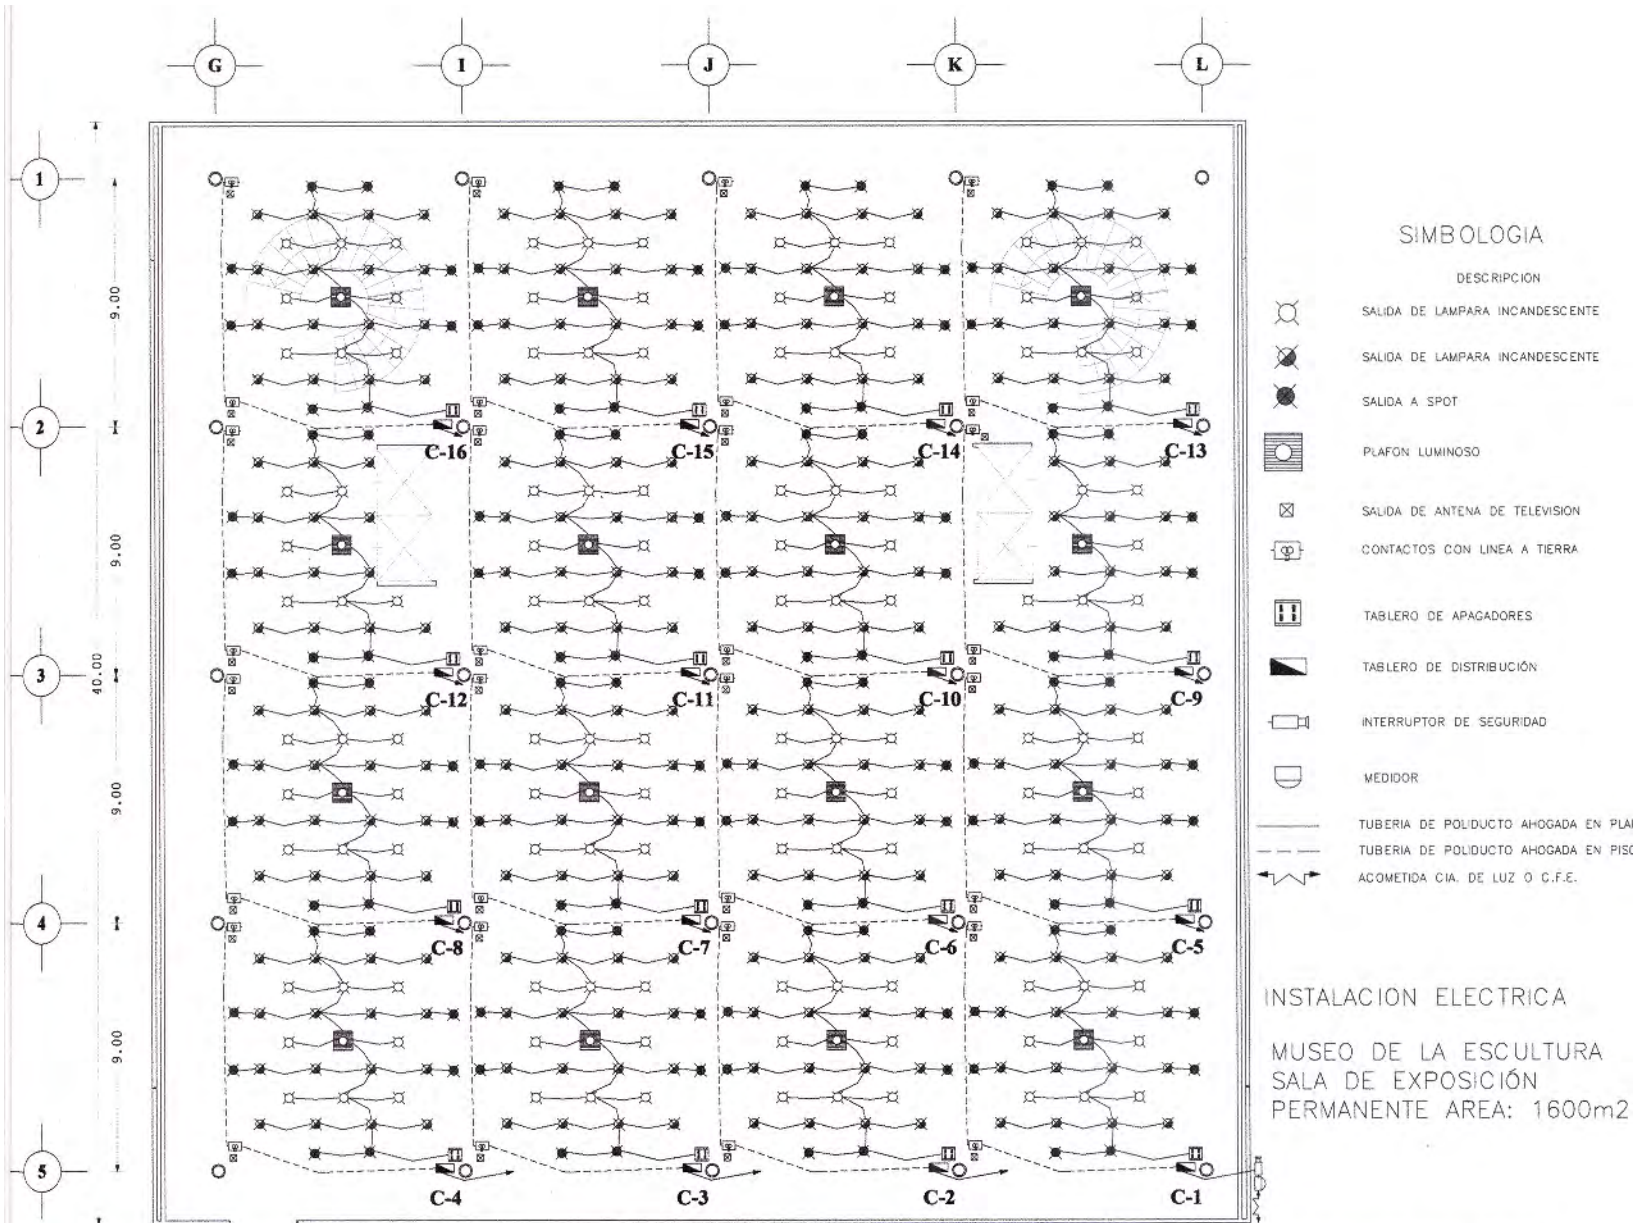 G I J K L
1
9.00
2
C-16 C-15 C-14 C-13
9.00
3
40.00
C-12 C-11 C-10 C-9
9.00
4
C-8 C-7 C-6 C-5
9.00
5
C-4 C-3 C-2 C-1
SIMBOLOGIA
DESCRIPCION
SALIDA DE LAMPARA INCANDESCENTE
SALIDA DE LAMPARA INCANDESCENTE
SALIDA A SPOT
PLAFON LUMINOSO
SALIDA DE ANTENA DE TELEVISION
CONTACTOS CON LINEA A TIERRA
TABLERO DE APAGADORES
TABLERO DE DISTRIBUCIÓN
INTERRUPTOR DE SEGURIDAD
MEDIDOR
TUBERIA DE POLIDUCTO AHOGADA EN
TUBERIA DE POLIDUCTO AHOGADA EN
ACOMETIDA CIA. DE LUZ O C.F.E.
INSTALACION ELECTRICA
MUSEO DE LA ESCULTURA
SALA DE EXPOSICIÓN
PERMANENTE AREA: 1600m2